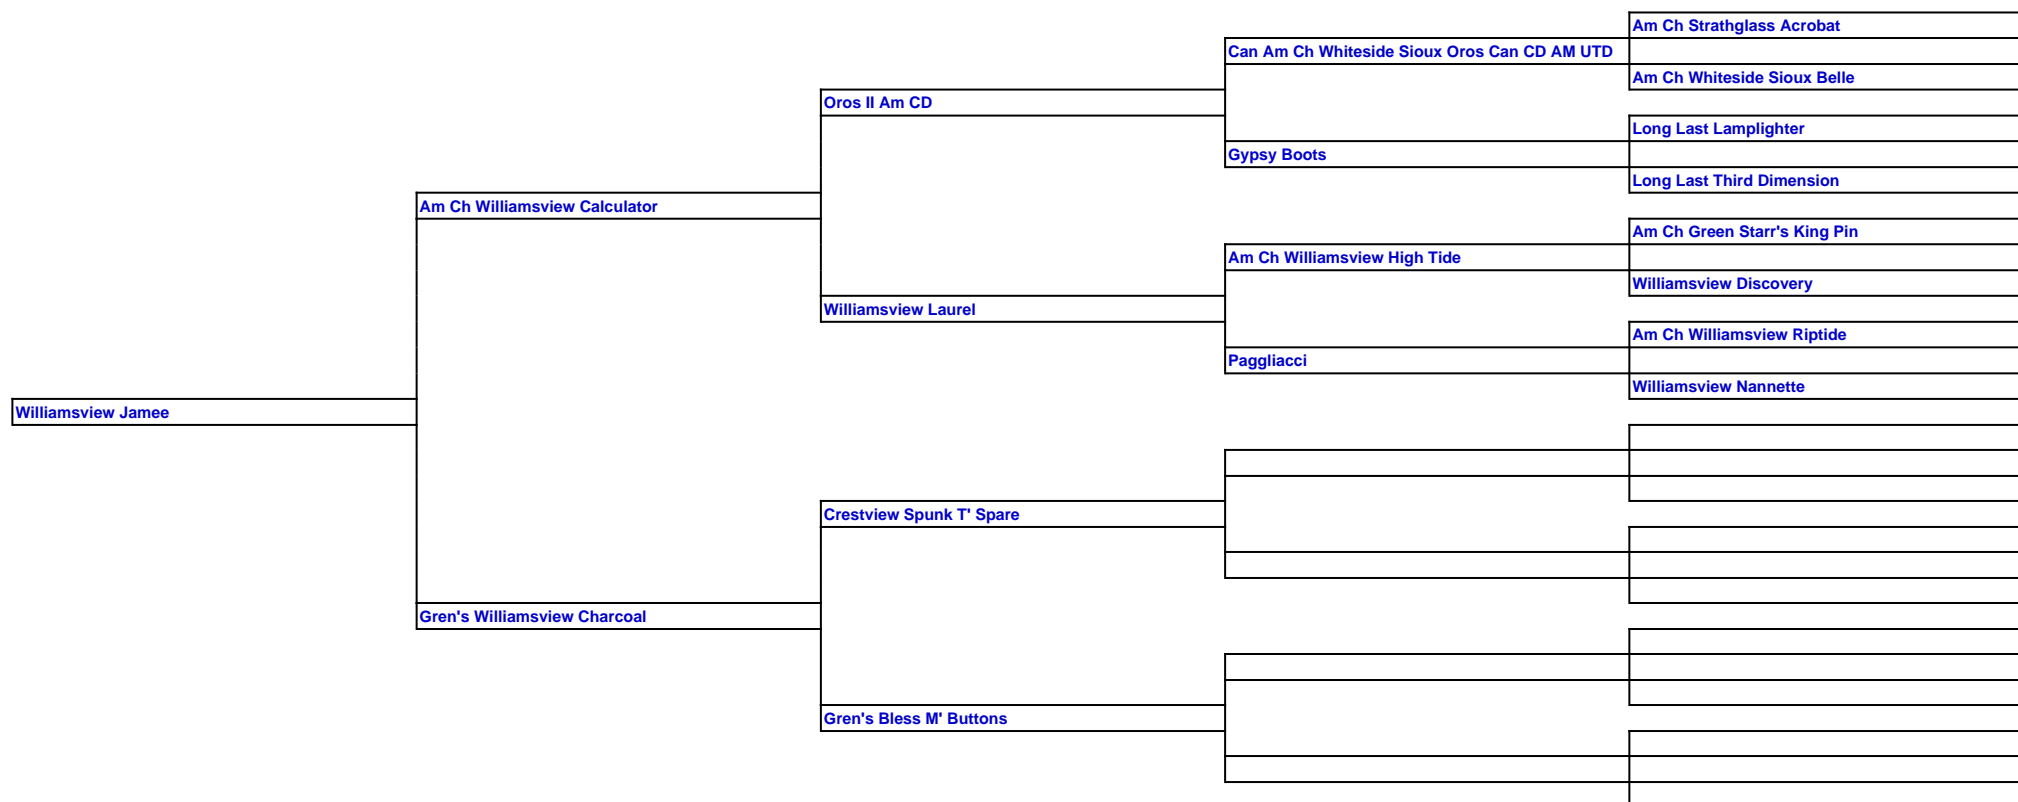 Am Ch Strathglass Acrobat
Can Am Ch Whiteside Sioux Oros Can CD AM UTD
Am Ch Whiteside Sioux Belle
Oros II Am CD
Long Last Lamplighter
Gypsy Boots
Long Last Third Dimension
Am Ch Williamsview Calculator
Am Ch Green Starr's King Pin
Am Ch Williamsview High Tide
Williamsview Discovery
Williamsview Laurel
Am Ch Williamsview Riptide
Paggliacci
Williamsview Nannette
Williamsview Jamee
Crestview Spunk T' Spare
Gren's Williamsview Charcoal
Gren's Bless M' Buttons